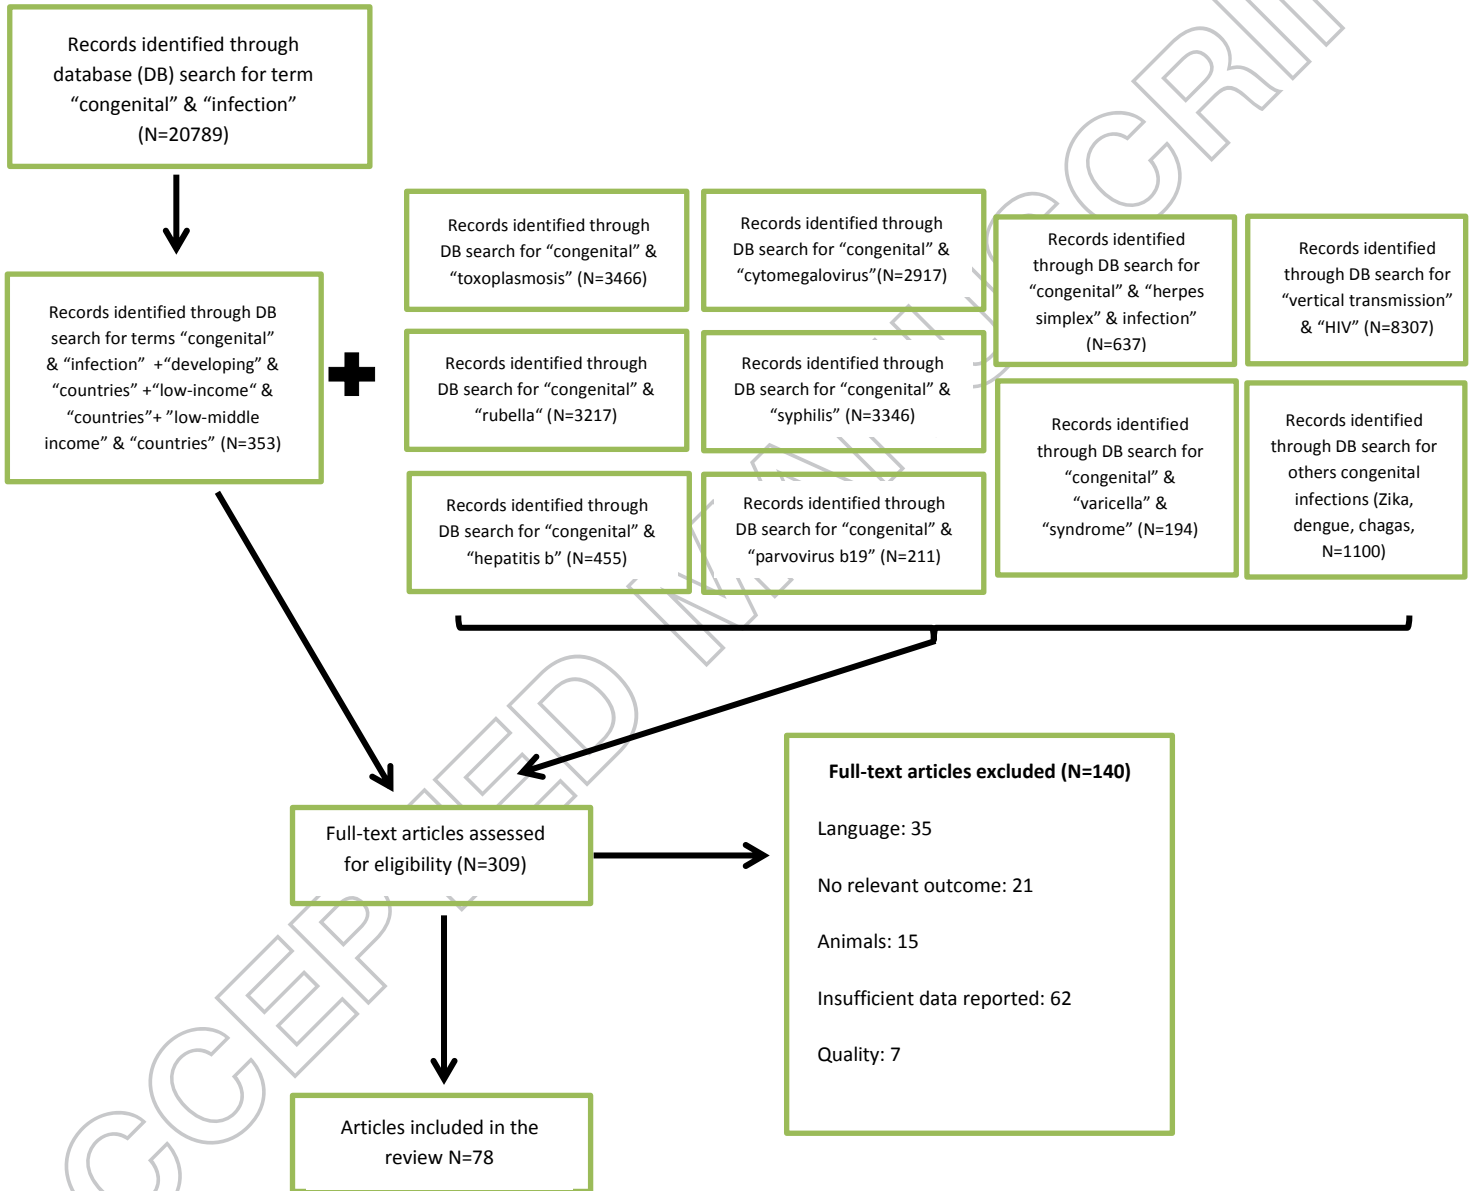 Records identified through
database (DB) search for term
“congenital” & “infection”
(N=20789)
Records identified through DB
search for terms “congenital”
& “infection” +“developing” &
“countries” +“low-income“ &
“countries”+ ”low-middle
income” & “countries” (N=353)
Records identified through
DB search for “congenital” &
“toxoplasmosis” (N=3466)
Records identified through
DB search for “congenital” &
“cytomegalovirus”(N=2917)
Records identified
through DB search for
“congenital” & “herpes
simplex” & infection”
(N=637)
Records identified
through DB search for
“vertical transmission”
& “HIV” (N=8307)
Records identified through
DB search for “congenital” &
“rubella“ (N=3217)
Records identified through
DB search for “congenital” &
“syphilis” (N=3346)
Records identified
through DB search for
“congenital” &
“varicella” &
“syndrome” (N=194)
Records identified
through DB search for
others congenital
infections (Zika,
dengue, chagas,
N=1100)
Records identified through
DB search for “congenital” &
“hepatitis b” (N=455)
Records identified through
DB search for “congenital” &
“parvovirus b19” (N=211)
Full-text articles assessed
for eligibility (N=309)
Full-text articles excluded (N=140)
Language: 35
No relevant outcome: 21
Animals: 15
Insufficient data reported: 62
Quality: 7
Articles included in the
review N=78